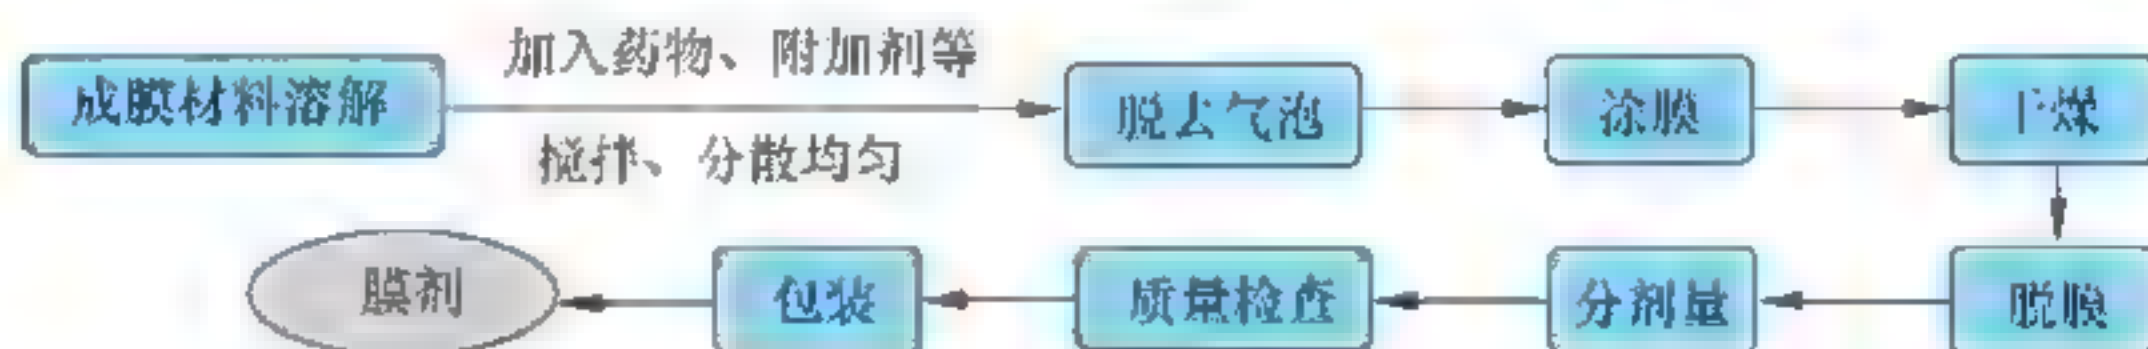 成膜材料溶解
加入药物、附加剂等
搅拌、分散均匀
脱去气泡
涂膜
干燥
脱膜
分剂量
质量检查
包装
膜剂